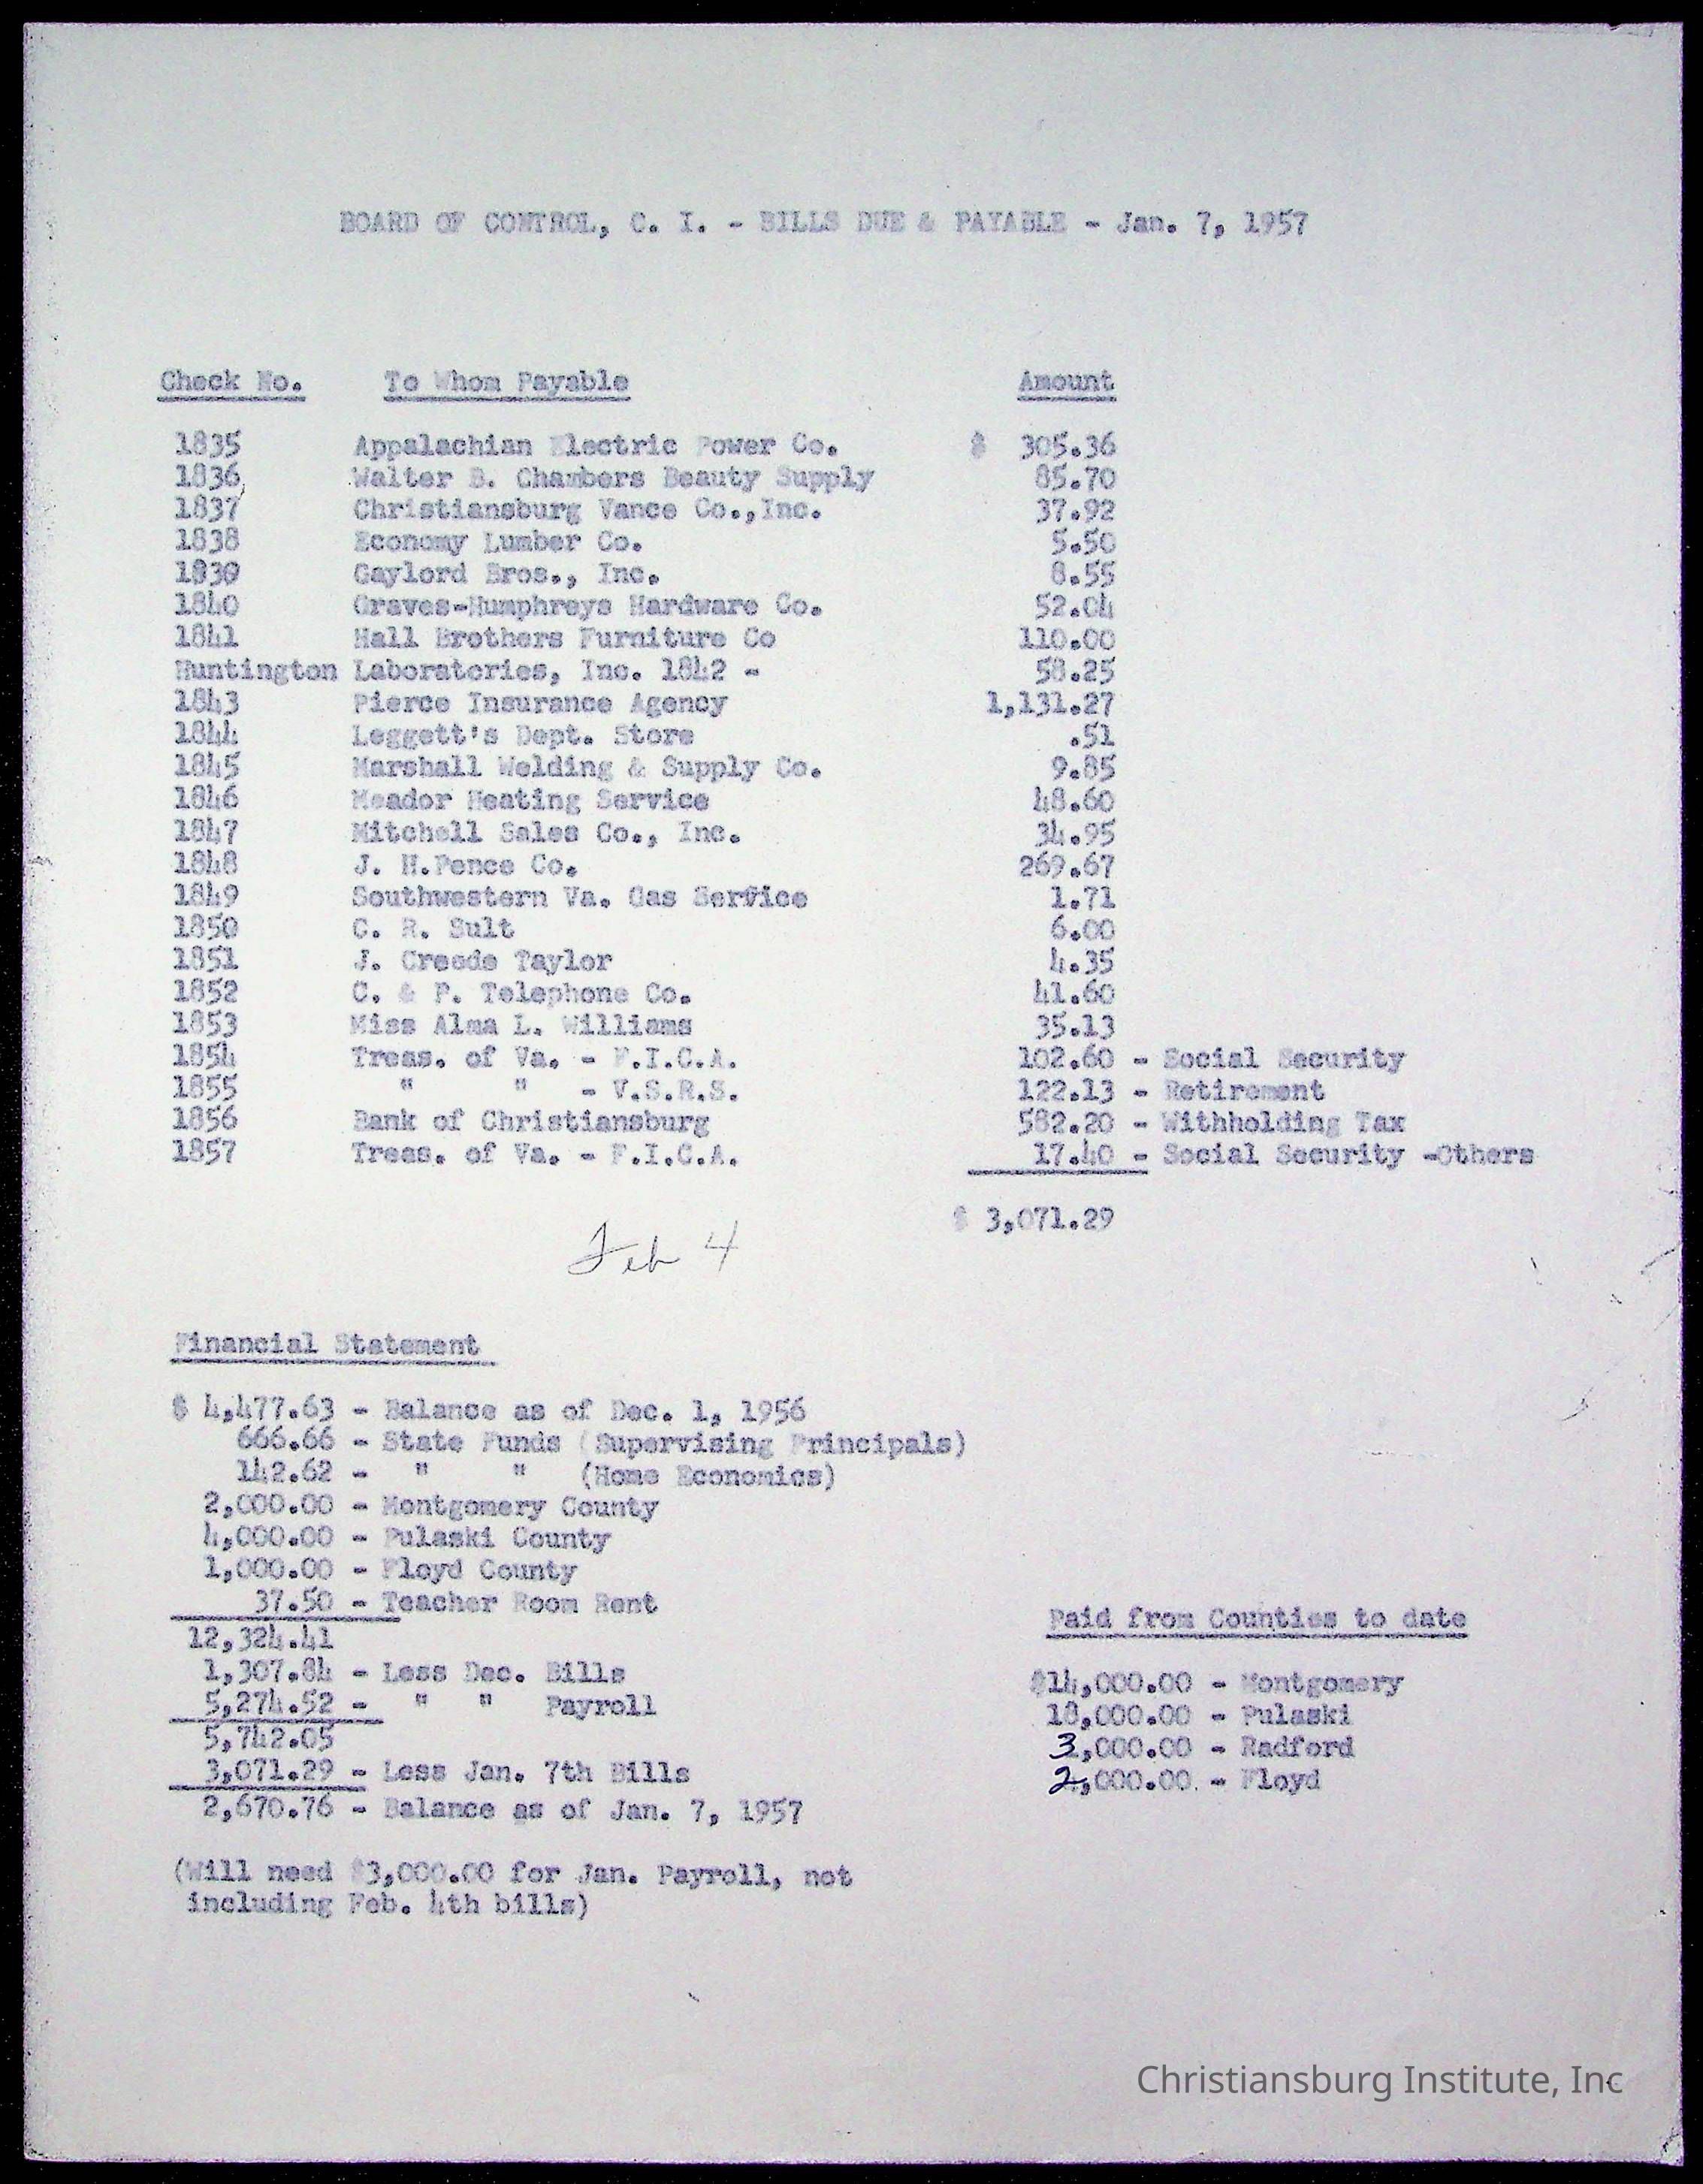 BOARD OF CONTROL, C. I. - BILLS DUE & PAYABLE - Jan. 7, 1957
Check No. To Whom Payable Amount
1835 Appalachian Electric Power Co. $ 305.36
1836 Walter B. Chambers Beauty Supply 85.70
1837 Christiansburg Vance Co.,Inc. 37.92
1838 Economy Lumber Co. 5.50
1839 Gaylord Bros., Inc. 8.55
1840 Graves-Humphreys Hardware Co. 52.04
1841 Hall Brothers Furniture Co 110.00
Huntington Laboratories, Inc. 1842 - 58.25
1843 Pierce Insurance Agency 1,131.27
1844 Leggett's Dept. Store .51
1845 Marshall Welding & Supply Co. 9.85
1846 Meador Heating Service 48.60
1847 Mitchell Sales Co., Inc. 34.95
1848 J. H.Pence Co. 269.67
1849 Southwestern Va. Gas Service 1.71
1850 C. R. Sult 6.00
1851 J. Creede Taylor 4.35
1852 C. & P. Telephone Co. 41.60
1853 Miss Alma L. Williams 35.13
1854 Treas. of Va. - F.I.C.A. 102.60 - Social Security
1855 " " - V.S.R.S. 122.13 - Retirement
1856 Bank of Christiansburg 582.20 - Withholding Tax
1857 Treas. of Va. - F.I.C.A. 17.40 - Social Security -Others
$ 3,071.29
Feb 4
Financial Statement
$ 4,477.63 - Balance as of Dec. 1, 1956
666.66 - State Funds (Supervising Principals)
142.62 - " " (Home Economics)
2,000.00 - Montgomery County
4,000.00 - Pulaski County
1,000.00 - Floyd County
37.50 - Teacher Room Rent
12,324.41
1,307.84 - Less Dec. Bills
5,274.52 - " " Payroll
5,742.05
3,071.29 - Less Jan. 7th Bills
2,670.76 - Balance as of Jan. 7, 1957
(Will need $3,000.00 for Jan. Payroll, not
including Feb. 4th bills)
Paid from Counties to date
$14,000.00 - Montgomery
18,000.00 - Pulaski
3,000.00 - Radford
2,000.00 - Floyd
Christiansburg Institute, Inc